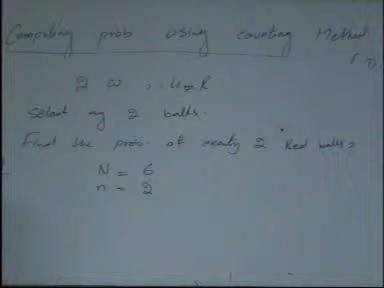 Computing prob using counting Method
2 W, 4 R
Select any 2 balls.
Find the prob. of exactly 2 Red balls
N = 6
n = 2